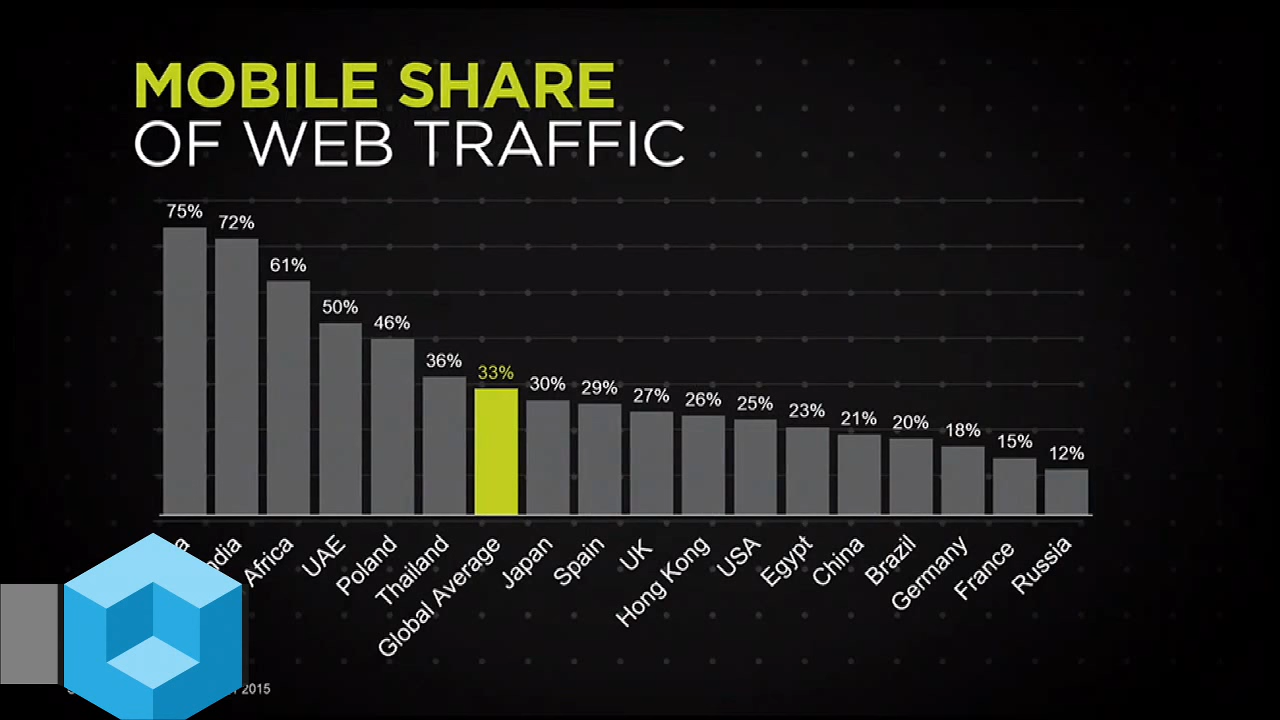 MOBILE SHARE
OF WEB TRAFFIC
75%
72%
61%
50%
46%
36%
33%
30%
29%
27%
26%
25%
23%
21%
20%
18%
15%
12%
Africa
UAE
Poland
Thailand
Global Average
Japan
Spain
UK
Hong Kong
USA
Egypt
China
Brazil
Germany
France
Russia
2015